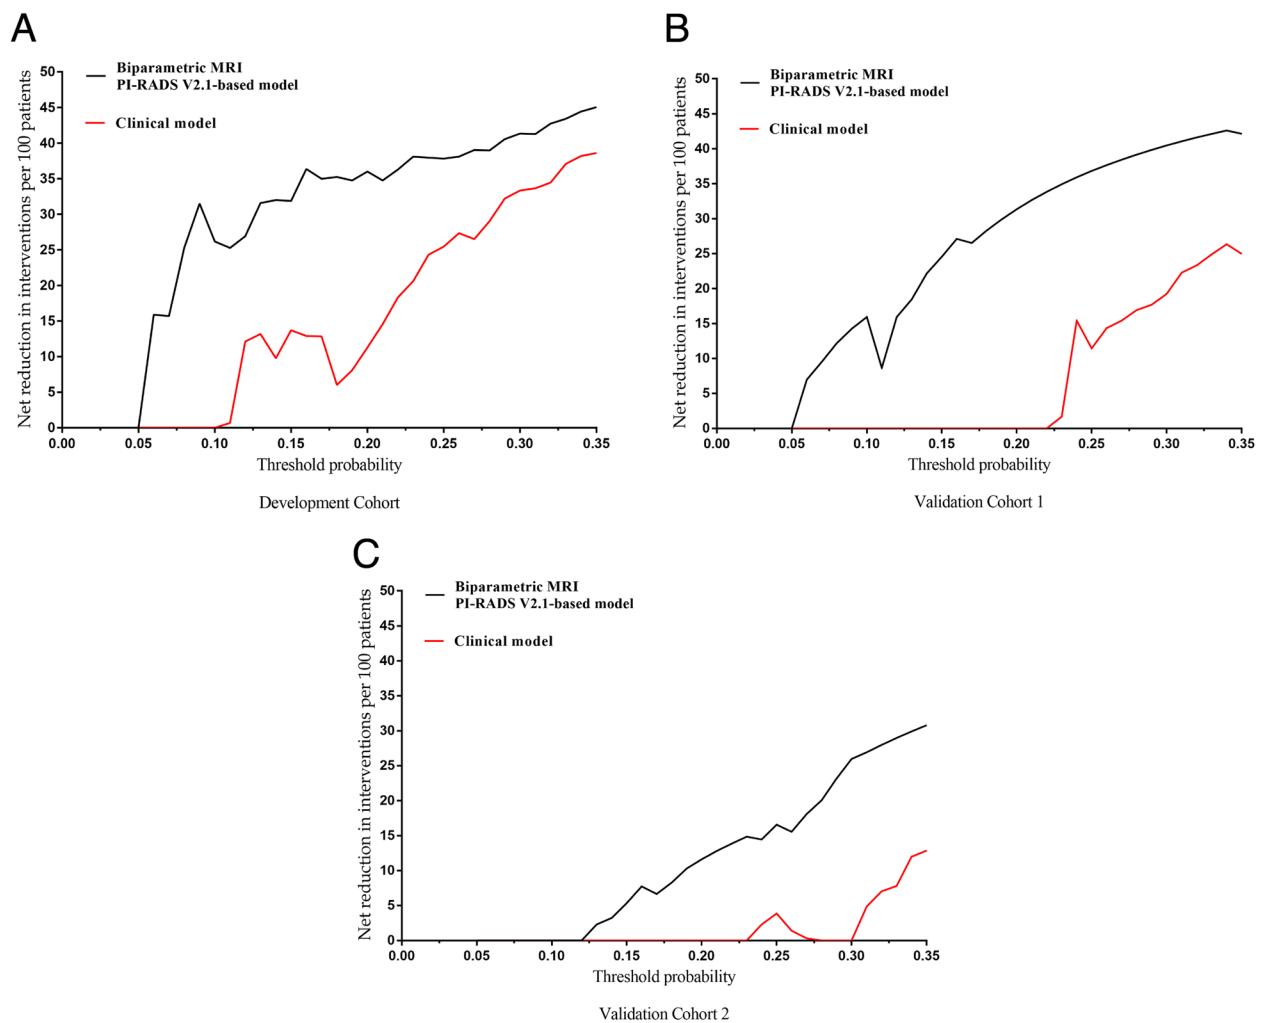 A
Net reduction in interventions per 100 patients
50
45
40
35
30
25
20
15
10
5
0
Biparametric MRI
PI-RADS V2.1-based model
Clinical model
0.00 0.05 0.10 0.15 0.20 0.25 0.30 0.35
Threshold probability
Development Cohort
B
Net reduction in interventions per 100 patients
50
45
40
35
30
25
20
15
10
5
0
Biparametric MRI
PI-RADS V2.1-based model
Clinical model
0.00 0.05 0.10 0.15 0.20 0.25 0.30 0.35
Threshold probability
Validation Cohort 1
C
Net reduction in interventions per 100 patients
50
45
40
35
30
25
20
15
10
5
0
Biparametric MRI
PI-RADS V2.1-based model
Clinical model
0.00 0.05 0.10 0.15 0.20 0.25 0.30 0.35
Threshold probability
Validation Cohort 2